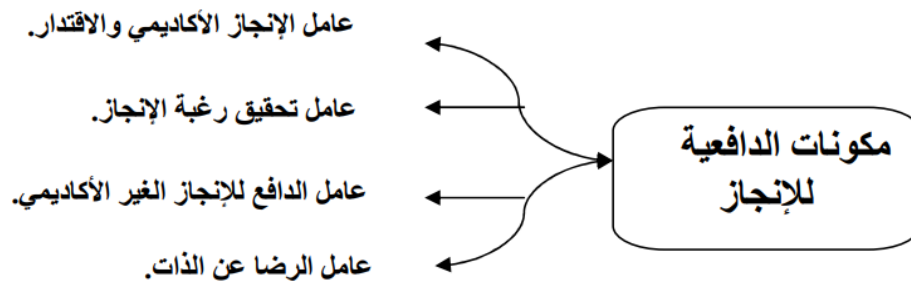 مكونات الدافعية
للإنجاز
عامل الإنجاز الأكاديمي والاقتدار.
عامل تحقيق رغبة الإنجاز.
عامل الدافع للإنجاز الغير الأكاديمي.
عامل الرضا عن الذات.